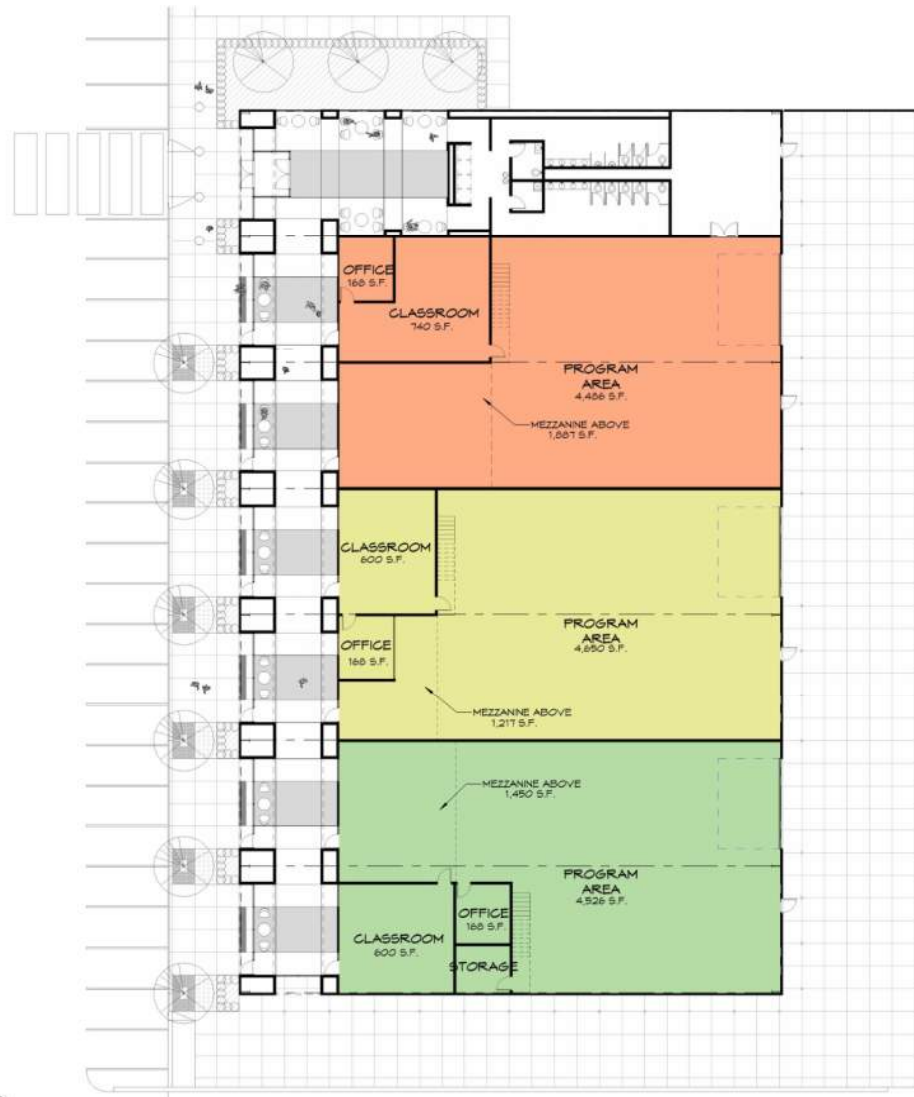 OFFICE
168 S.F.
CLASSROOM
740 S.F.
PROGRAM
AREA
4,486 S.F.
MEZZANINE ABOVE
1,887 S.F.
CLASSROOM
600 S.F.
OFFICE
168 S.F.
PROGRAM
AREA
4,650 S.F.
MEZZANINE ABOVE
1,217 S.F.
MEZZANINE ABOVE
1,450 S.F.
PROGRAM
AREA
4,526 S.F.
OFFICE
168 S.F.
CLASSROOM
600 S.F.
STORAGE